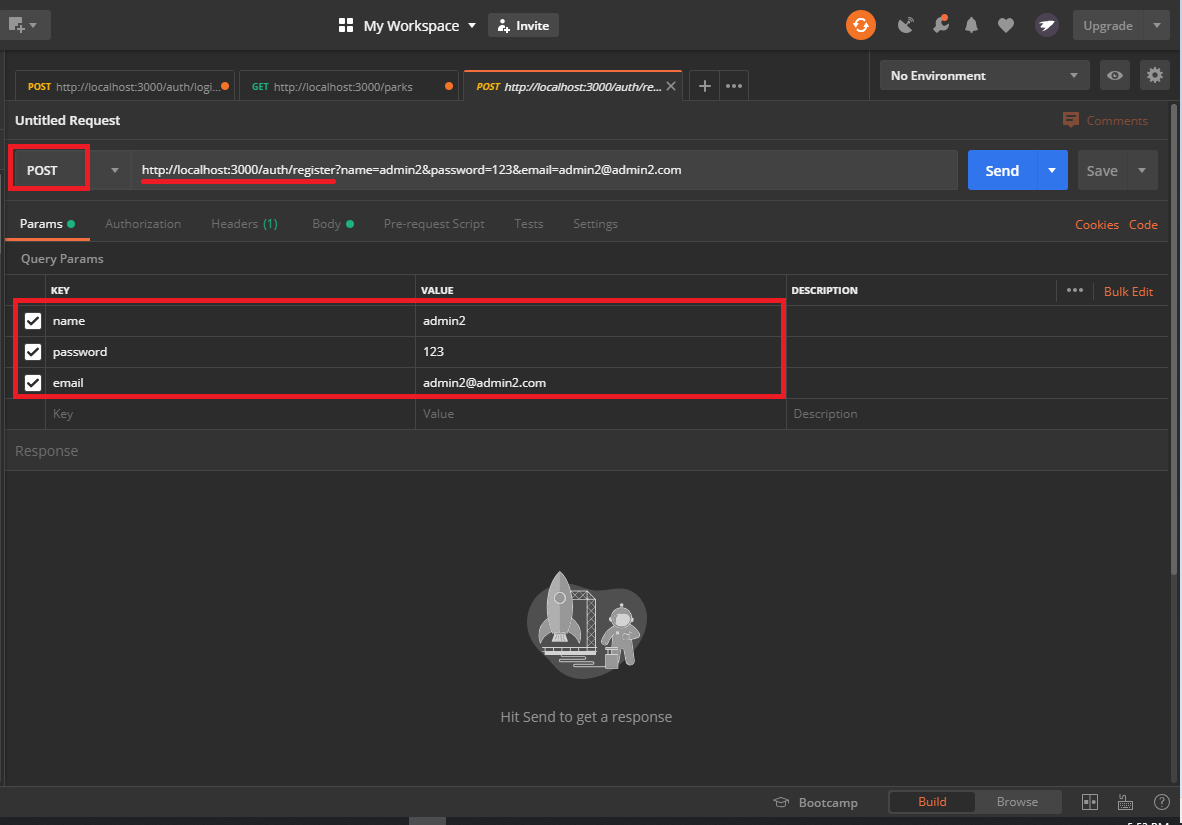 My Workspace Invite Upgrade
POST http://localhost:3000/auth/logi... GET http://localhost:3000/parks POST http://localhost:3000/auth/re... No Environment
Untitled Request Comments
POST http://localhost:3000/auth/register?name=admin2&password=123&email=admin2@admin2.com Send Save
Params Authorization Headers (1) Body Pre-request Script Tests Settings Cookies Code
Query Params
KEY VALUE DESCRIPTION Bulk Edit
name admin2
password 123
email admin2@admin2.com
Key Value Description
Response
Hit Send to get a response
Bootcamp Build Browse